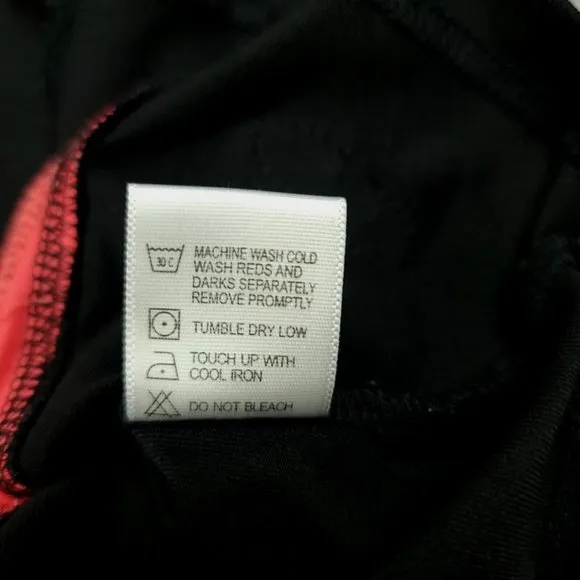 30 C
MACHINE WASH COLD
WASH REDS AND
DARKS SEPARATELY
REMOVE PROMPTLY
TUMBLE DRY LOW
TOUCH UP WITH
COOL IRON
DO NOT BLEACH